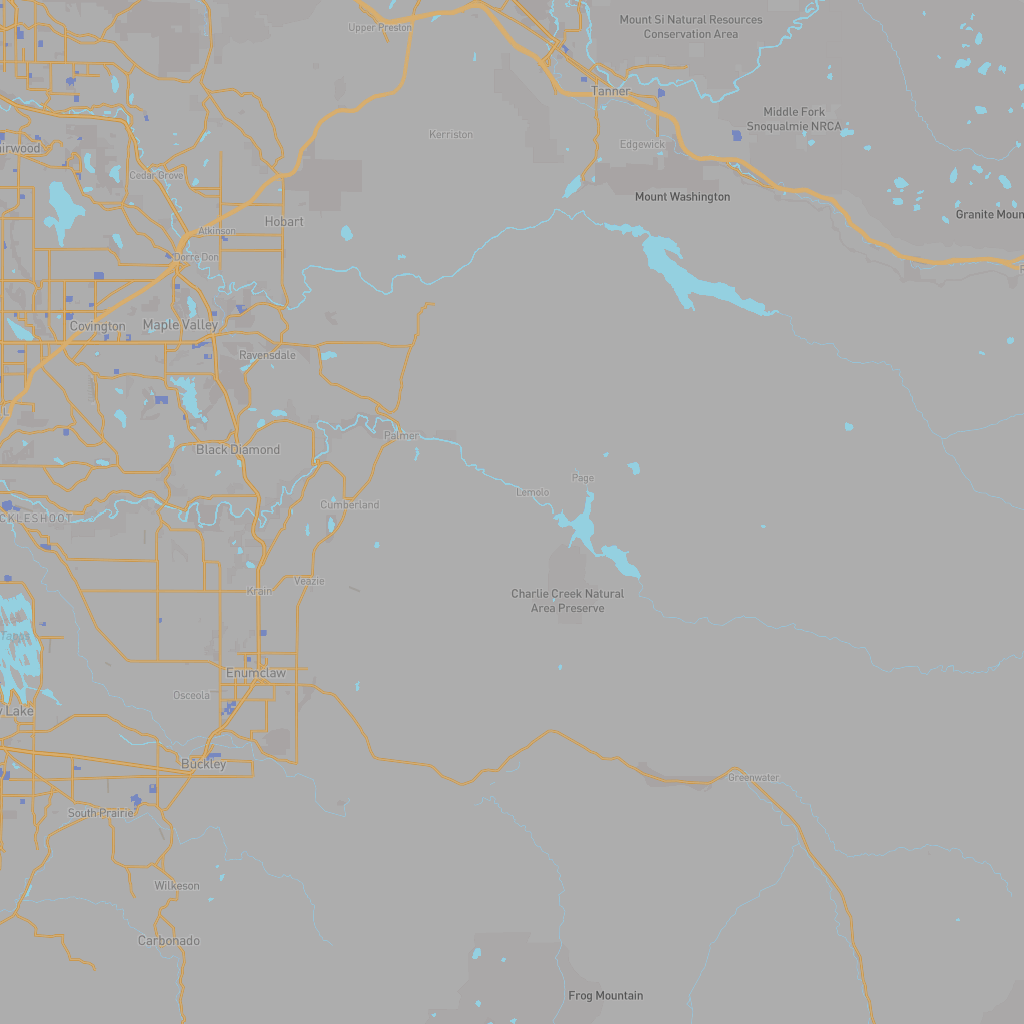 Mount Si Natural Resources
Conservation Area
Upper Preston
Tanner
Middle Fork
Snoqualmie NRCA
Kerriston
Edgewick
irwood
Cedar Grove
Mount Washington
Granite Moun
Hobart
Atkinson
Dorre Don
Covington
Maple Valley
Ravensdale
Palmer
Black Diamond
Page
Lemolo
Cumberland
CKLESHOOT
Veazie
Krain
Charlie Creek Natural
Area Preserve
Enumclaw
Osceola
y Lake
Buckley
Greenwater
South Prairie
Wilkeson
Carbonado
Frog Mountain